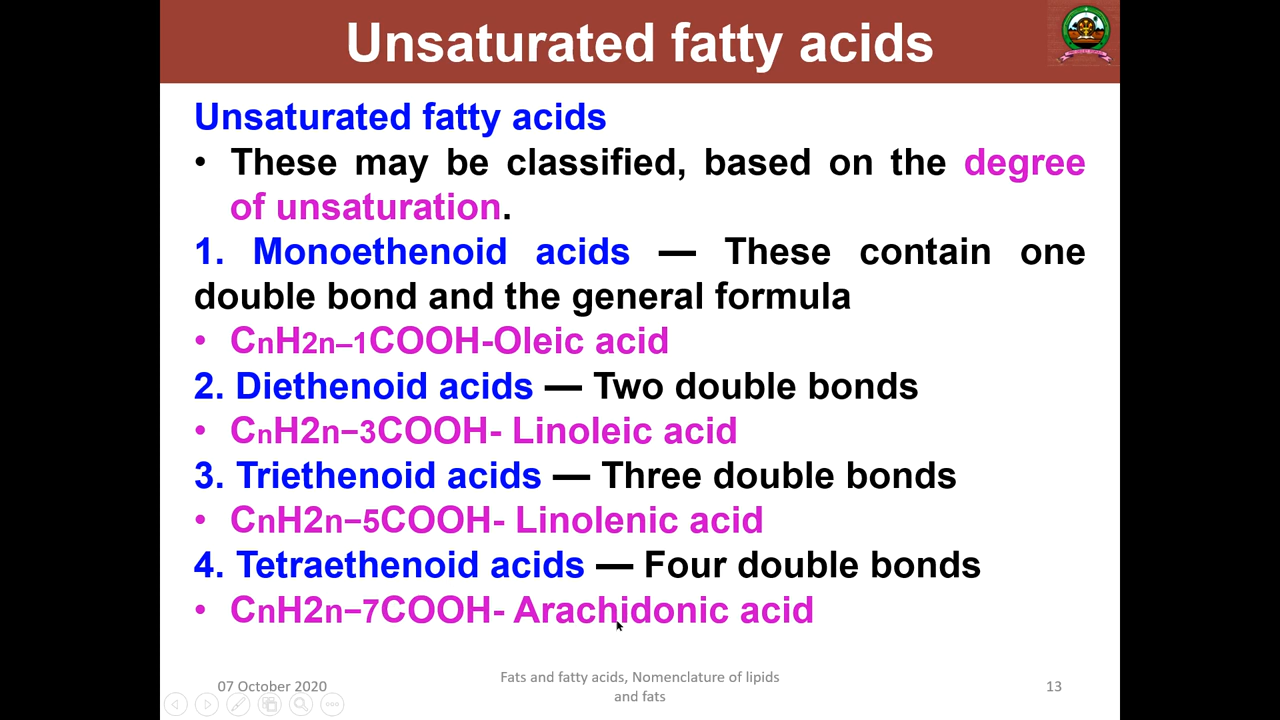 Unsaturated fatty acids
Unsaturated fatty acids
• These may be classified, based on the degree
of unsaturation.
1. Monoethenoid acids — These contain one
double bond and the general formula
• CnH2n–1COOH-Oleic acid
2. Diethenoid acids — Two double bonds
• CnH2n−3COOH- Linoleic acid
3. Triethenoid acids — Three double bonds
• CnH2n−5COOH- Linolenic acid
4. Tetraethenoid acids — Four double bonds
• CnH2n−7COOH- Arachidonic acid
07 October 2020
Fats and fatty acids, Nomenclature of lipids
and fats
13